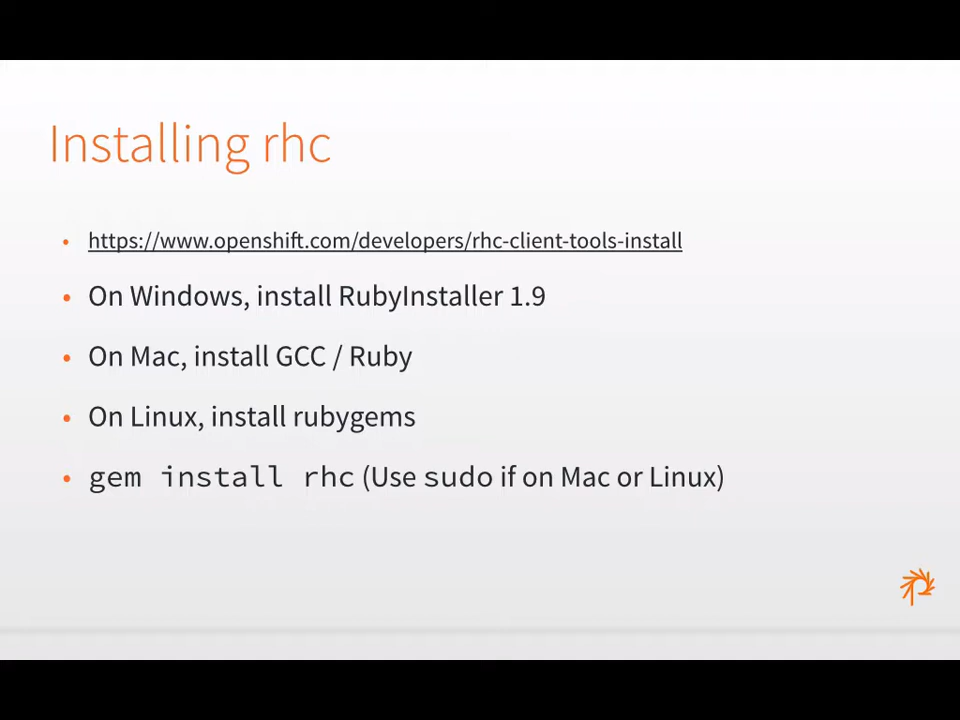 Installing rhc
• https://www.openshift.com/developers/rhc-client-tools-install
• On Windows, install RubyInstaller 1.9
• On Mac, install GCC / Ruby
• On Linux, install rubygems
• gem install rhc (Use sudo if on Mac or Linux)